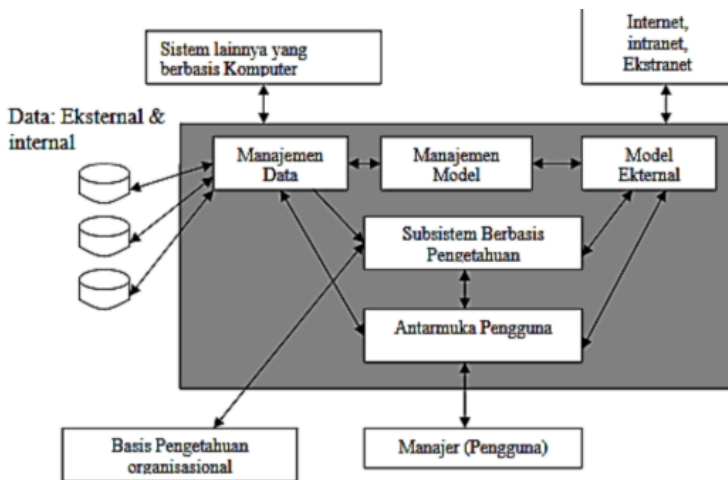 Internet,
intranet,
Ekstranet
Sistem lainnya yang
berbasis Komputer
Data: Eksternal &
internal
Manajemen
Data
Manajemen
Model
Model
Ekternal
Subsistem Berbasis
Pengetahuan
Antarmuka Pengguna
Basis Pengetahuan
organisasional
Manajer (Pengguna)